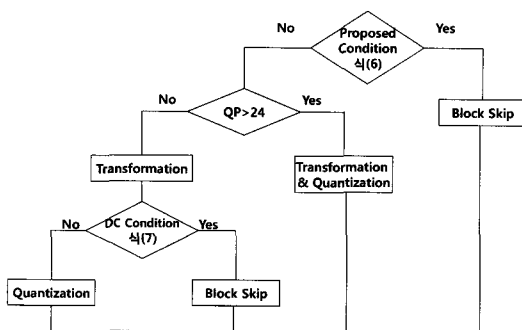 No
Proposed
Condition
식(6)
Yes
No
QP>24
Yes
Block Skip
Transformation
Transformation
& Quantization
No
DC Condition
식(7)
Yes
Quantization
Block Skip